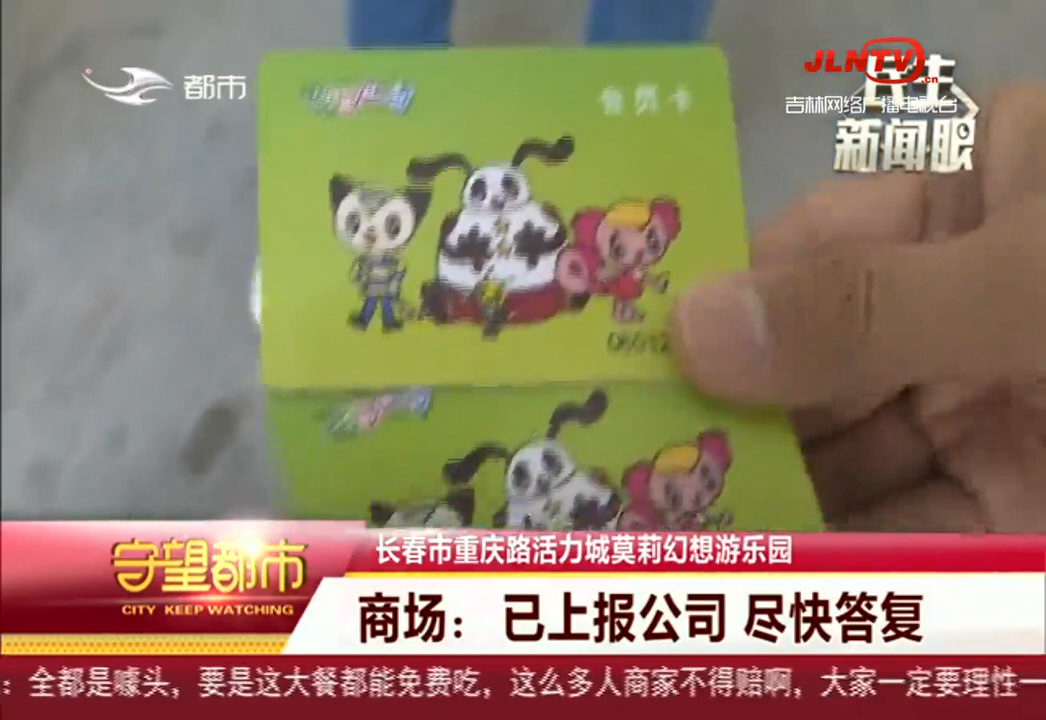 都市
JLNTV.cn
吉林网络广播电视台
民生
新闻眼
会员卡
守望都市
CITY KEEP WATCHING
长春市重庆路活力城莫莉幻想游乐园
商场：已上报公司 尽快答复
：全都是噱头，要是这大餐都能免费吃，这么多人商家不得赔啊，大家一定要理性一